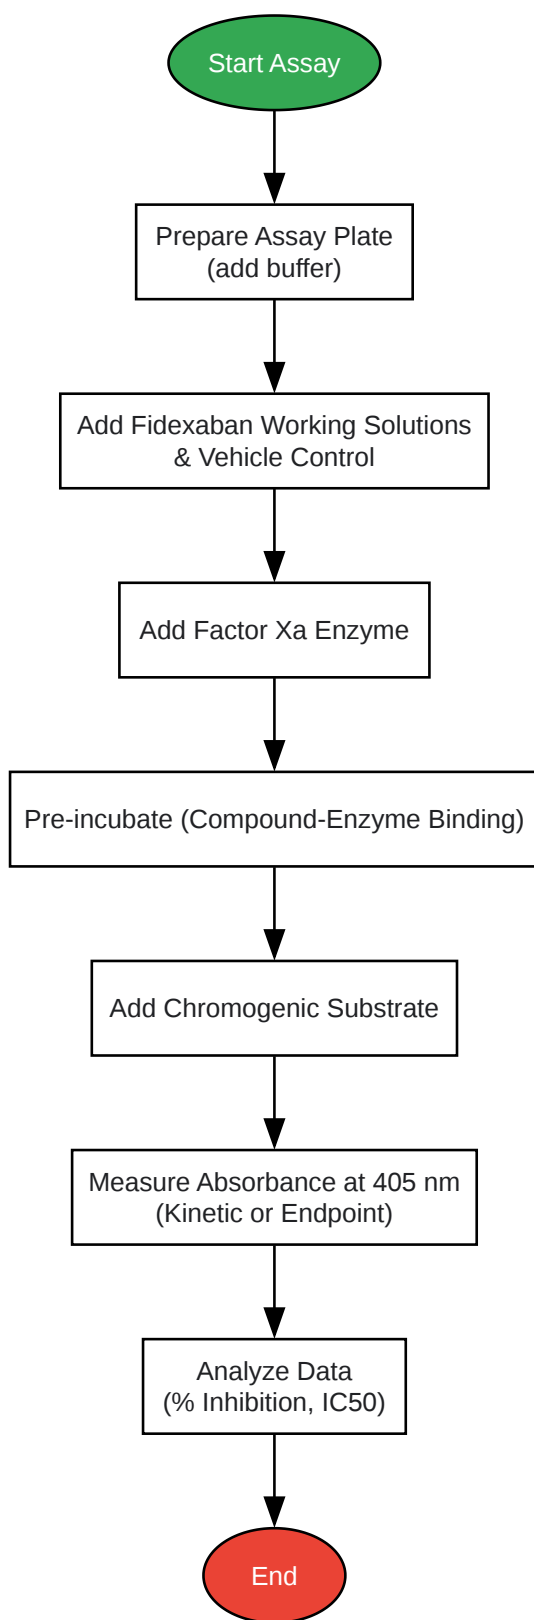 Start Assay
Prepare Assay Plate
(add buffer)
Add Fidexaban Working Solutions
& Vehicle Control
Add Factor Xa Enzyme
Pre-incubate (Compound-Enzyme Binding)
Add Chromogenic Substrate
Measure Absorbance at 405 nm
(Kinetic or Endpoint)
Analyze Data
(% Inhibition, IC50)
End